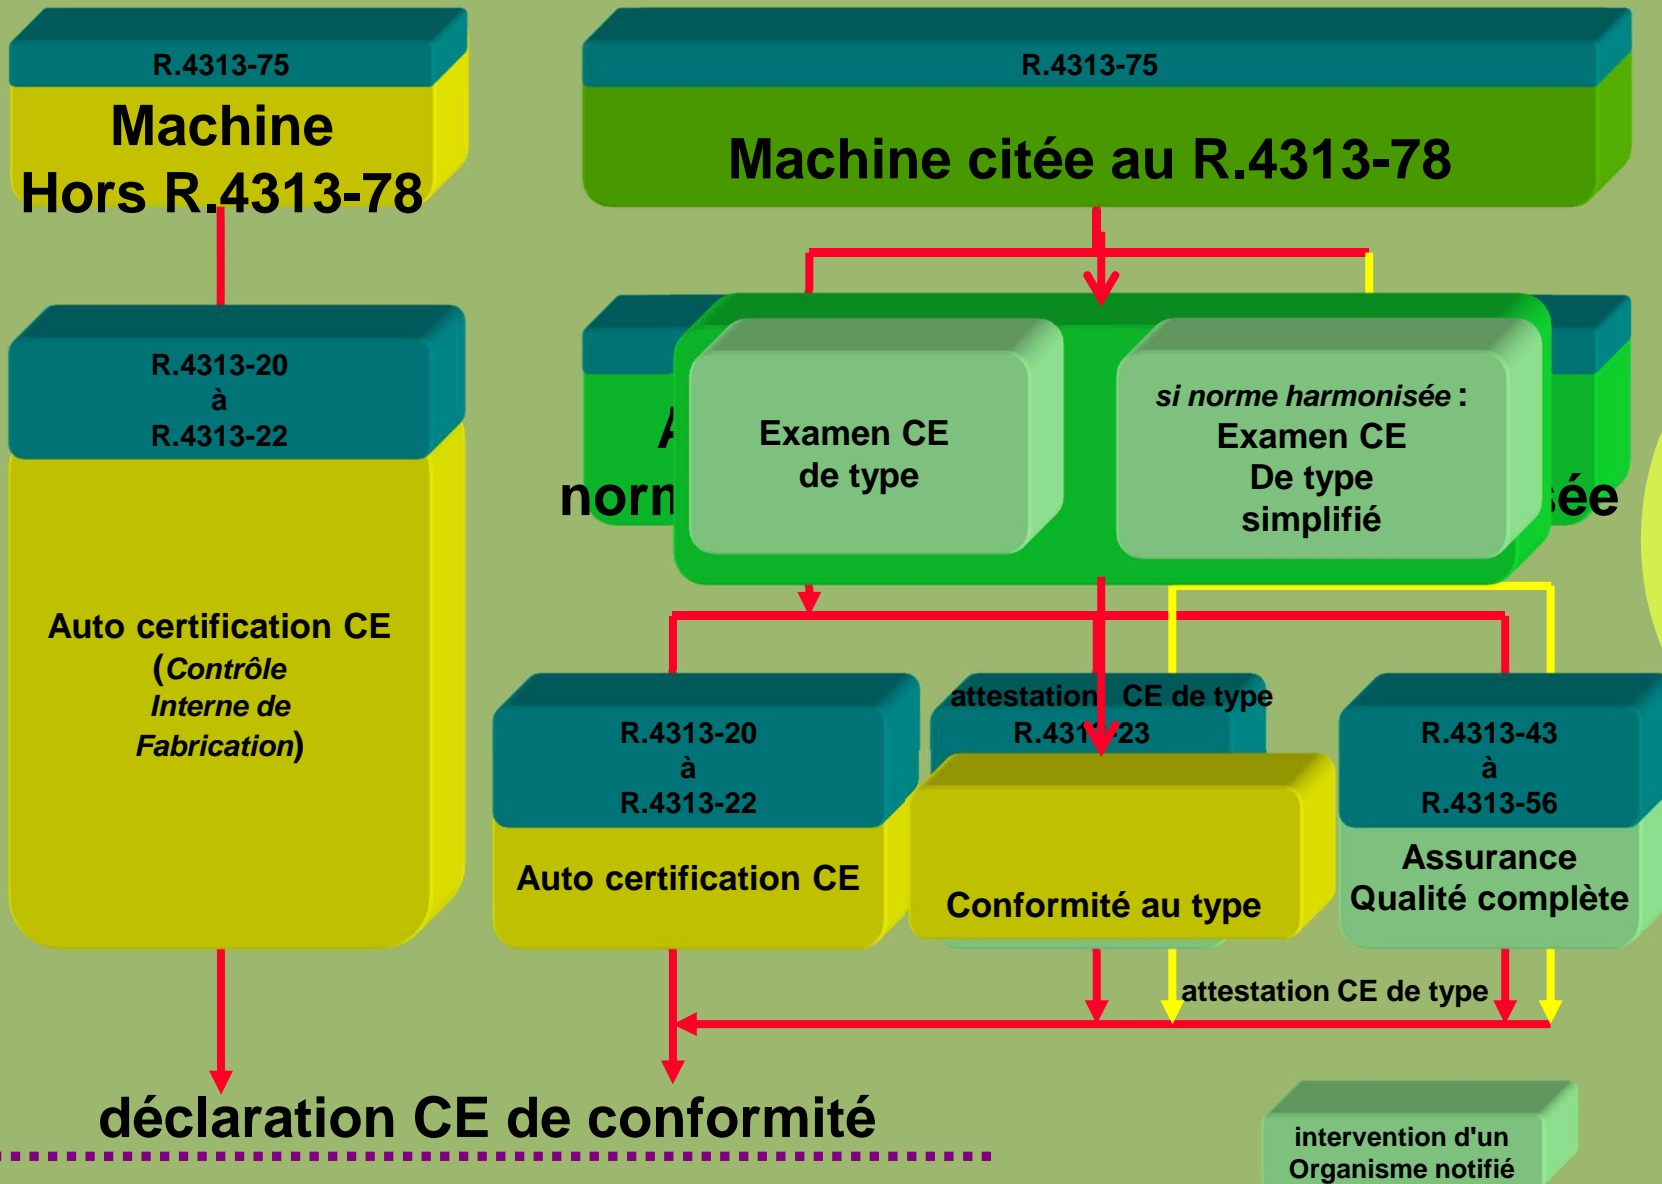 R.4313-75
Machine
Hors R.4313-78
R.4313-75
Machine citée au R.4313-78
R.4313-20
à
R.4313-22
Auto certification CE
(Contrôle
Interne de
Fabrication)
Examen CE
de type
si norme harmonisée :
Examen CE
De type
simplifié
attestation CE de type
R.4313-20
à
R.4313-22
Auto certification CE
Conformité au type
R.4313-43
à
R.4313-56
Assurance
Qualité complète
attestation CE de type
déclaration CE de conformité
intervention d'un
Organisme notifié